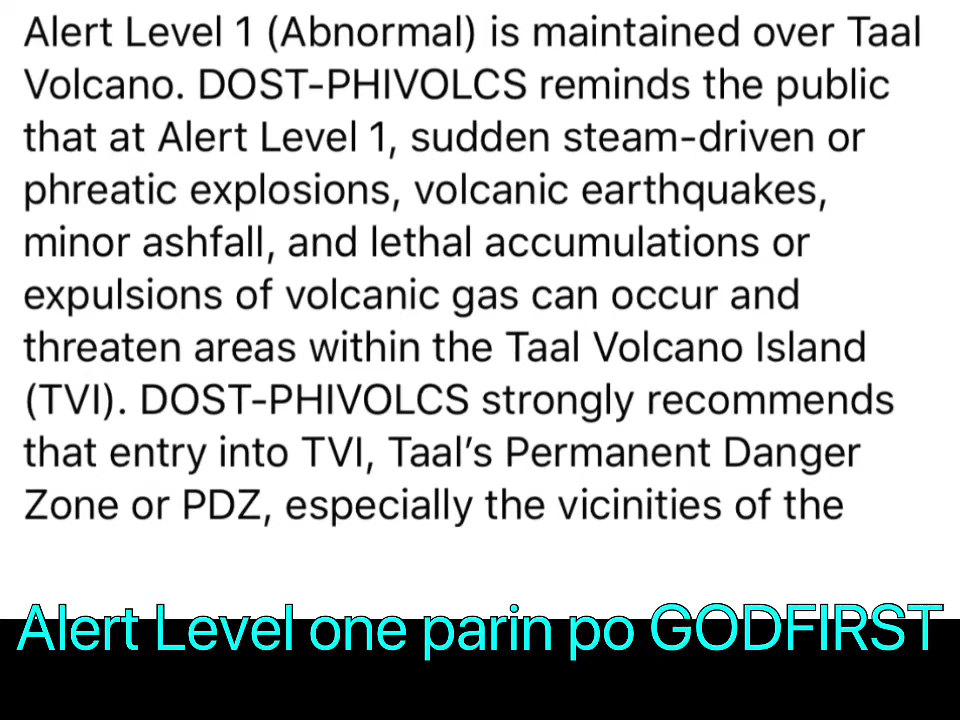 Alert Level 1 (Abnormal) is maintained over Taal
Volcano. DOST-PHIVOLCS reminds the public
that at Alert Level 1, sudden steam-driven or
phreatic explosions, volcanic earthquakes,
minor ashfall, and lethal accumulations or
expulsions of volcanic gas can occur and
threaten areas within the Taal Volcano Island
(TVI). DOST-PHIVOLCS strongly recommends
that entry into TVI, Taal’s Permanent Danger
Zone or PDZ, especially the vicinities of the
Alert Level one parin po GODFIRST